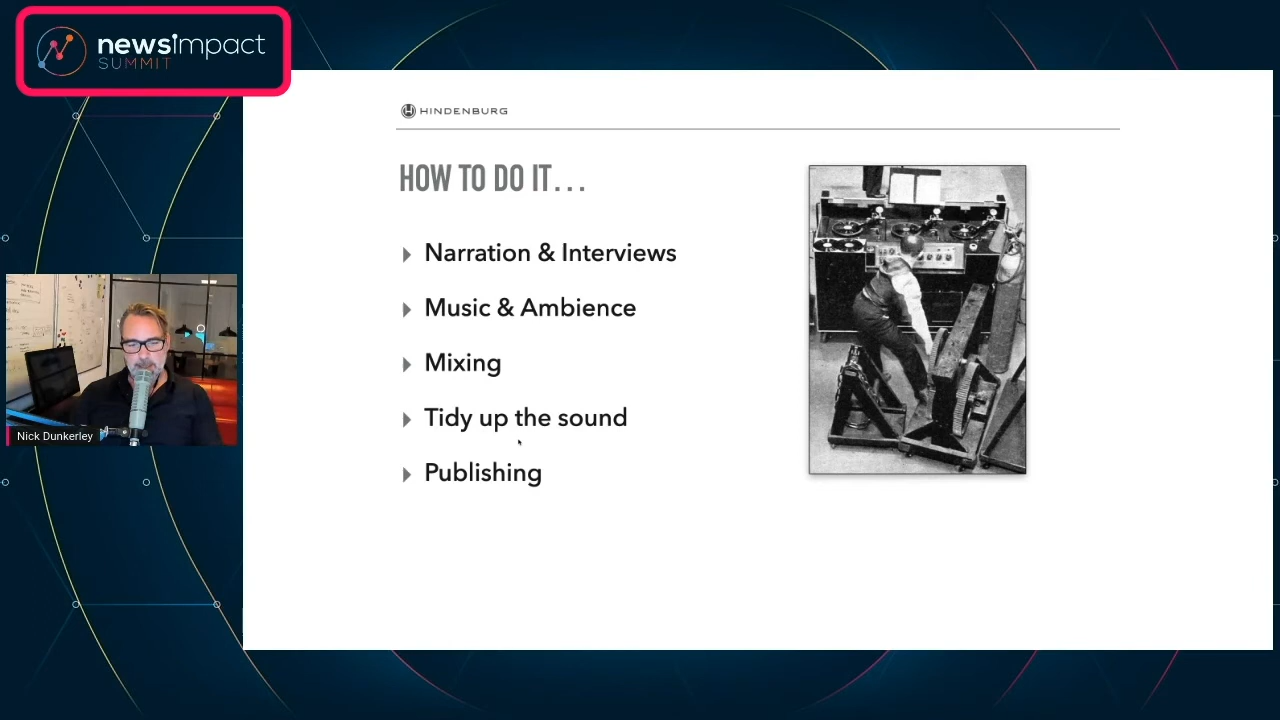 newsimpact
SUMMIT
HINDENBURG
HOW TO DO IT...
Narration & Interviews
Music & Ambience
Mixing
Tidy up the sound
Publishing
Nick Dunkerley